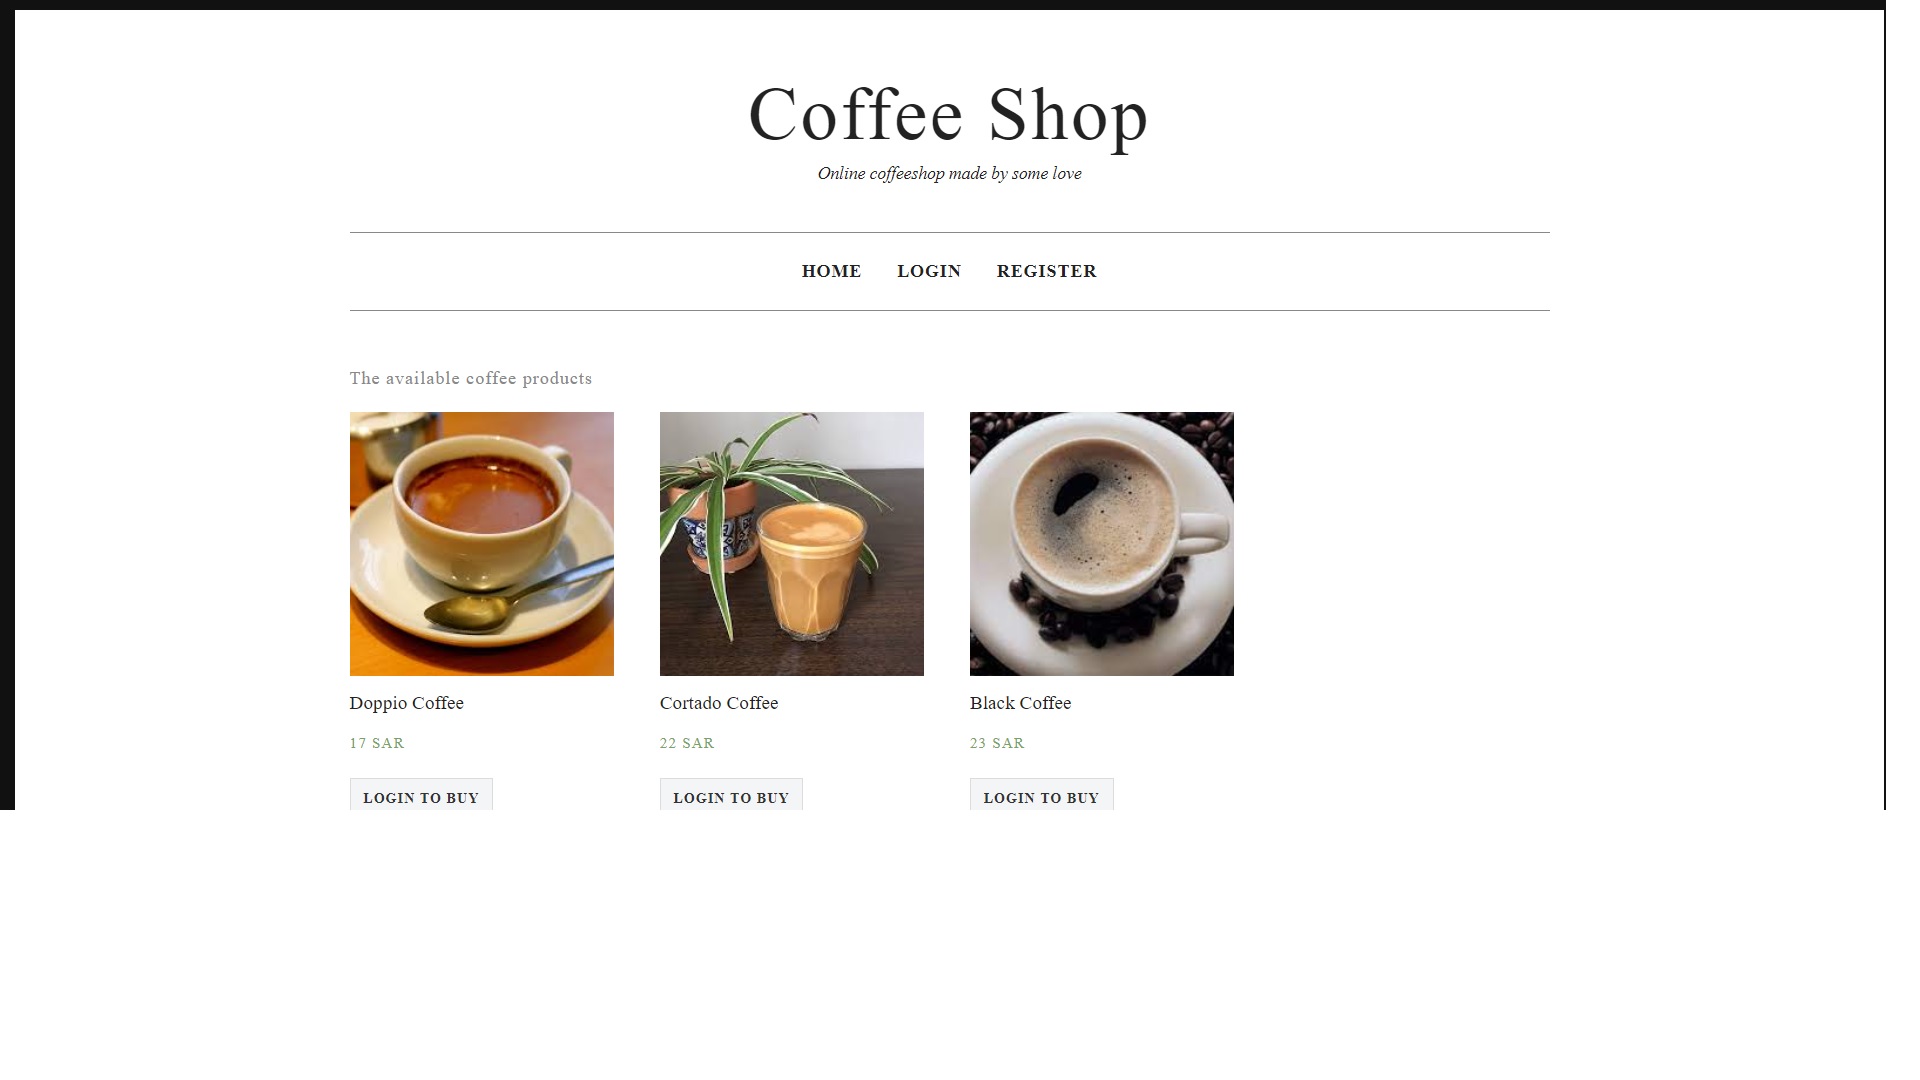 Coffee Shop
Online coffeeshop made by some love
HOME LOGIN REGISTER
The available coffee products
Doppio Coffee
17 SAR
LOGIN TO BUY
Cortado Coffee
22 SAR
LOGIN TO BUY
Black Coffee
23 SAR
LOGIN TO BUY